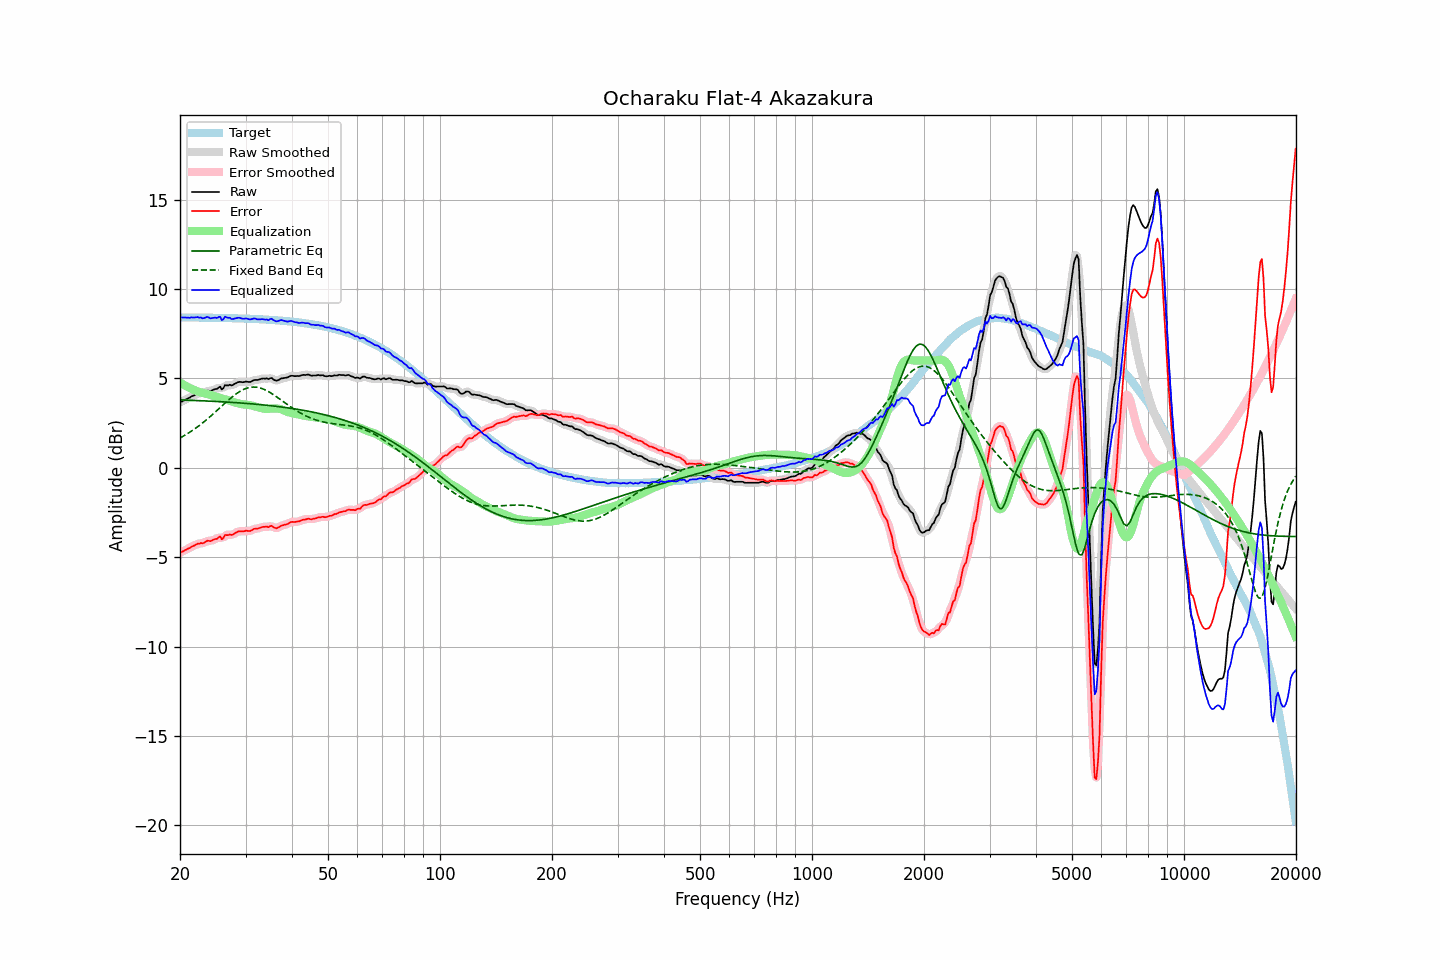 Ocharaku Flat-4 Akazakura
Target
Raw Smoothed
Error Smoothed
Raw
Error
Equalization
Parametric Eq
Fixed Band Eq
Equalized
15
10
5
0
−5
−10
−15
−20
Amplitude (dBr)
20 50 100 200 500 1000 2000 5000 10000 20000
Frequency (Hz)